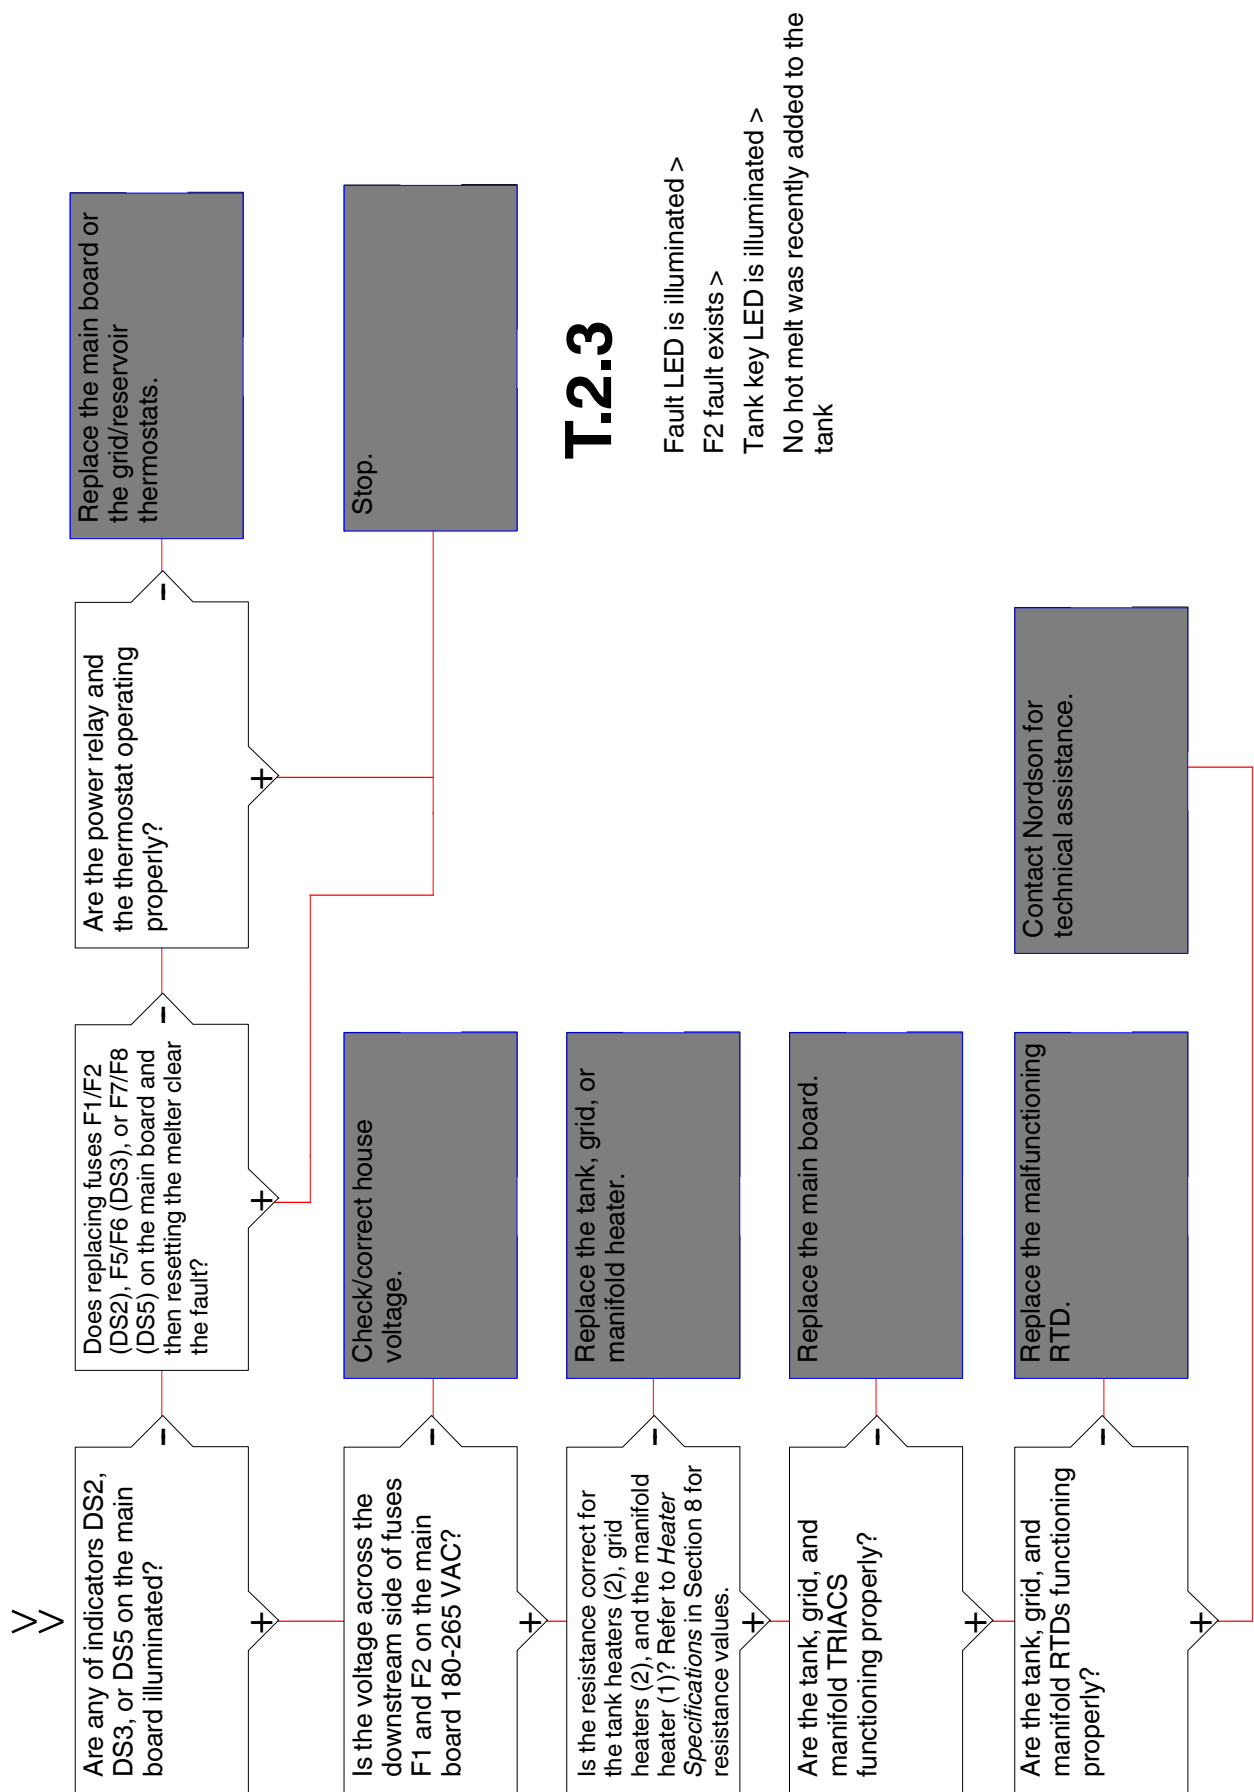 >>
Are any of indicators DS2,
DS3, or DS5 on the main
board illuminated?
-
+
Does replacing fuses F1/F2
(DS2), F5/F6 (DS3), or F7/F8
(DS5) on the main board and
then resetting the melter clear
the fault?
-
+
Are the power relay and
the thermostat operating
properly?
-
+
Replace the main board or
the grid/reservoir
thermostats.
Is the voltage across the
downstream side of fuses
F1 and F2 on the main
board 180-265 VAC?
-
+
Check/correct house
voltage.
Stop.
Is the resistance correct for
the tank heaters (2), grid
heaters (2), and the manifold
heater (1)? Refer to Heater
Specifications in Section 8 for
resistance values.
-
+
Replace the tank, grid, or
manifold heater.
Are the tank, grid, and
manifold TRIACS
functioning properly?
-
+
Replace the main board.
Are the tank, grid, and
manifold RTDs functioning
properly?
-
+
Replace the malfunctioning
RTD.
Contact Nordson for
technical assistance.
T.2.3
Fault LED is illuminated >
F2 fault exists >
Tank key LED is illuminated >
No hot melt was recently added to the
tank